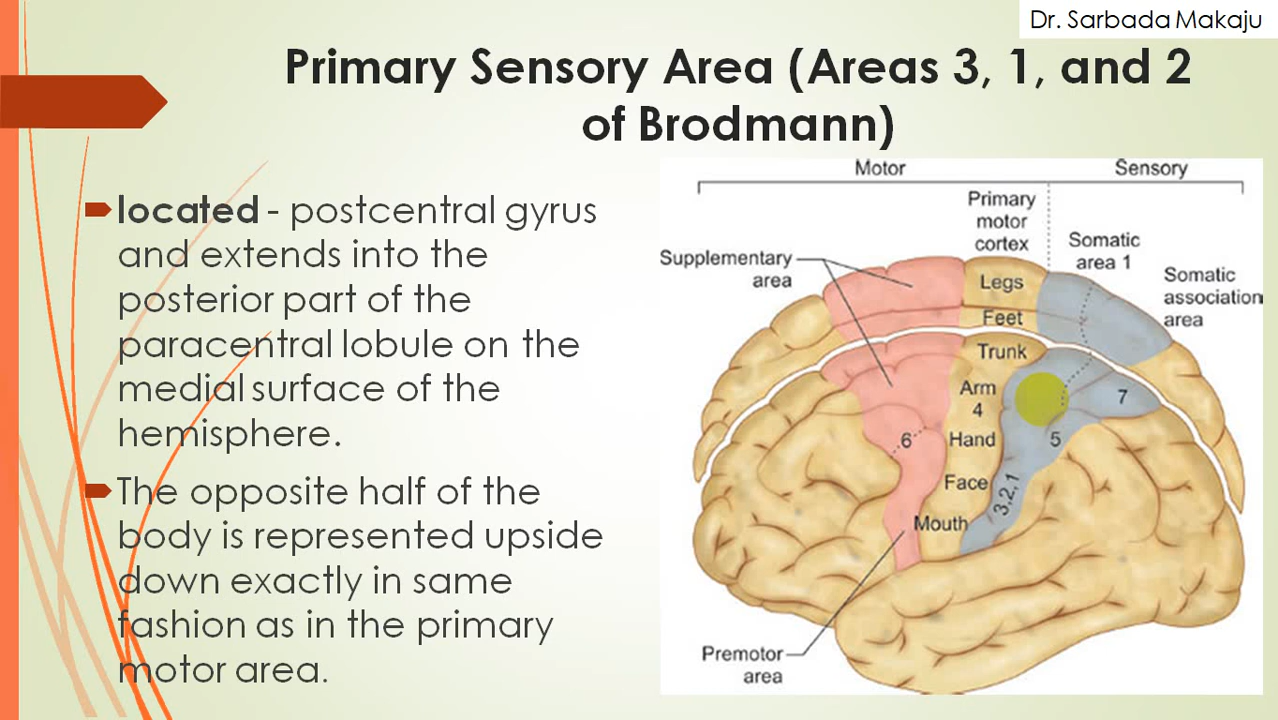 Dr. Sarbada Makaju
Primary Sensory Area (Areas 3, 1, and 2
of Brodmann)
located - postcentral gyrus
and extends into the
posterior part of the
paracentral lobule on the
medial surface of the
hemisphere.
The opposite half of the
body is represented upside
down exactly in same
fashion as in the primary
motor area.
Motor
Sensory
Primary
motor
cortex
Somatic
area 1
Supplementary
area
Somatic
association
area
Legs
Feet
Trunk
Arm
4
7
Hand
6
5
Face
3,2,1
Mouth
Premotor
area